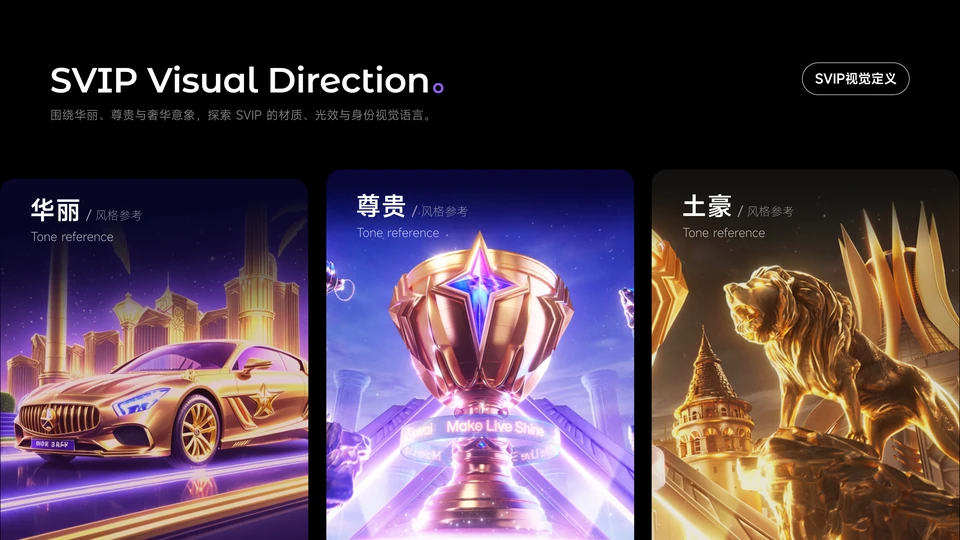 SVIP Visual Direction
SVIP视觉定义
围绕华丽、尊贵与奢华意象，探索 SVIP 的材质、光效与身份视觉语言。
华丽 / 风格参考
Tone reference
尊贵 / 风格参考
Tone reference
土豪 / 风格参考
Tone reference
Make Live Shine